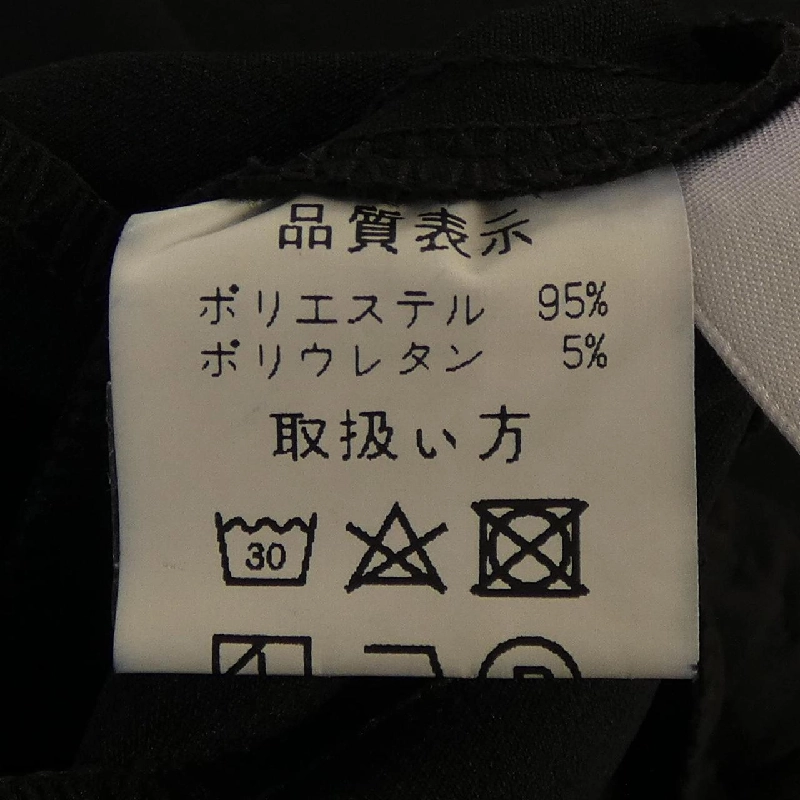 品質表示
ポリエステル 95%
ポリウレタン 5%
取扱い方
30